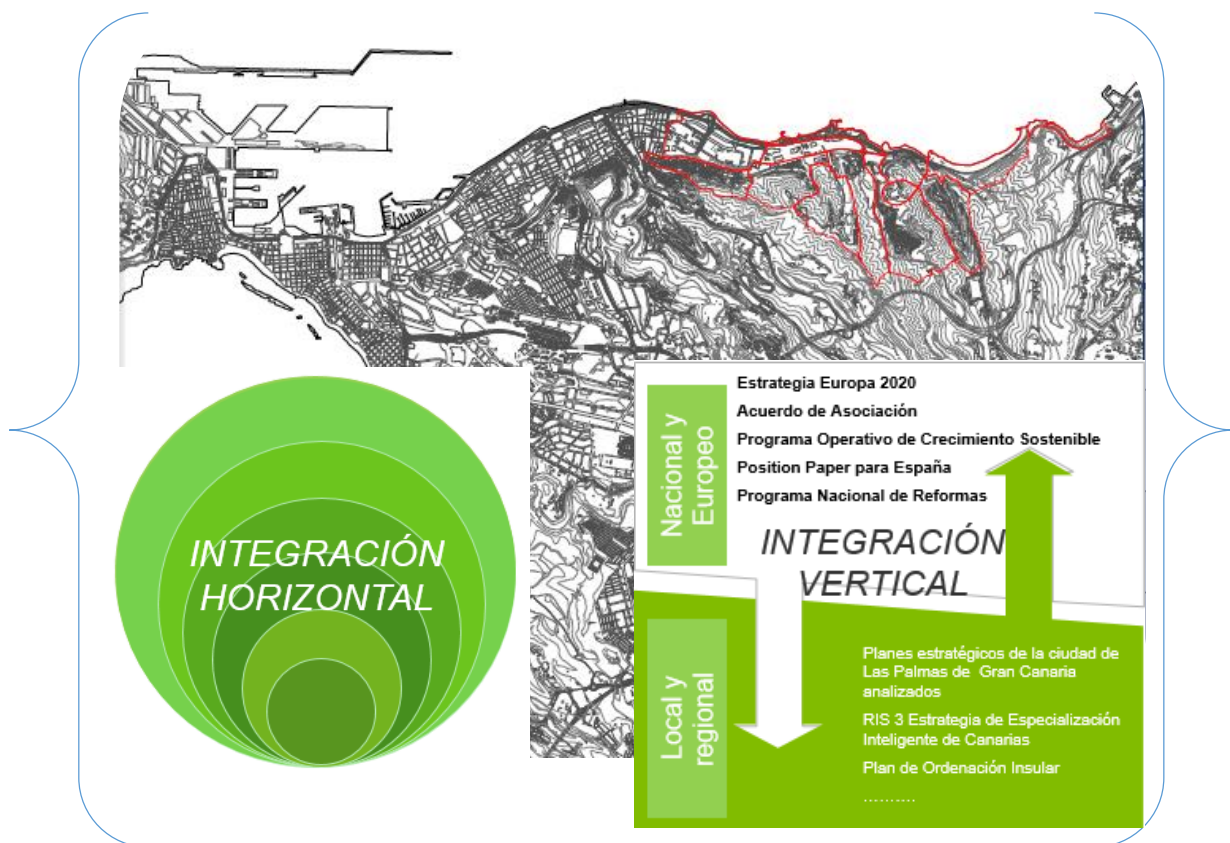 INTEGRACIÓN
HORIZONTAL
Nacional y
Europeo
Estrategia Europa 2020
Acuerdo de Asociación
Programa Operativo de Crecimiento Sostenible
Position Paper para España
Programa Nacional de Reformas
INTEGRACIÓN
VERTICAL
Local y
regional
Planes estratégicos de la ciudad de
Las Palmas de Gran Canaria
analizados
RIS 3 Estrategia de Especialización
Inteligente de Canarias
Plan de Ordenación Insular
..........